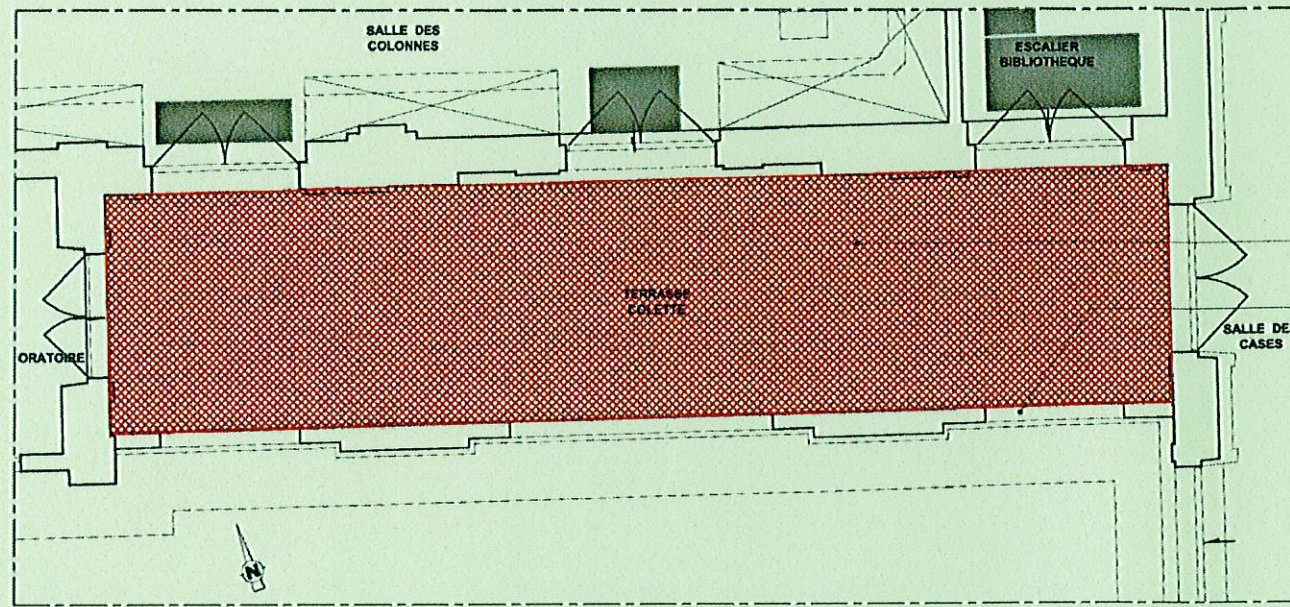 SALLE DES
COLONNES
ESCALIER
BIBLIOTHEQUE
TERRASSE
COLETTE
ORATOIRE
SALLE DE
CASES
N